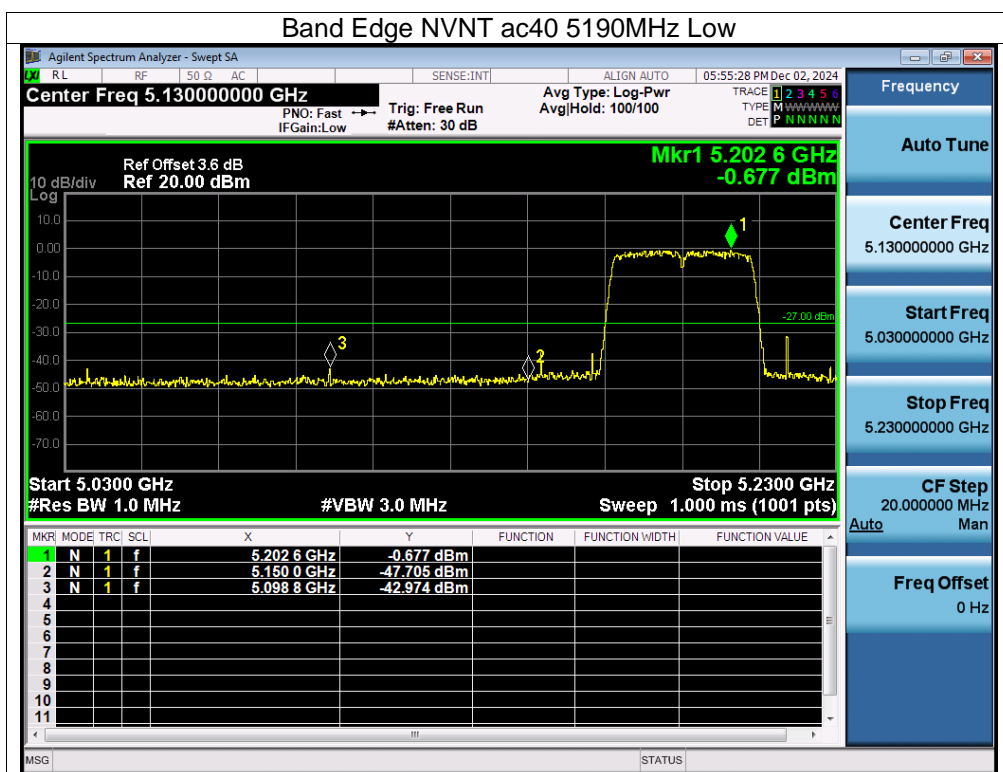 Band Edge NVNT ac40 5190MHz Low
Agilent Spectrum Analyzer - Swept SA
LXI RL RF 50 Ω AC SENSE:INT ALIGN AUTO 05:55:28 PM Dec 02, 2024
Center Freq 5.130000000 GHz
PNO: Fast
IFGain:Low
Trig: Free Run
#Atten: 30 dB
Avg Type: Log-Pwr
Avg|Hold: 100/100
TRACE 1 2 3 4 5 6
TYPE M WWWWW
DET P N N N N N
Mkr1 5.202 6 GHz
-0.677 dBm
Ref Offset 3.6 dB
Ref 20.00 dBm
10 dB/div
Log
10.0
0.00
-10.0
-20.0
-30.0
-40.0
-50.0
-60.0
-70.0
1
2
3
-27.00 dBm
Start 5.0300 GHz Stop 5.2300 GHz
#Res BW 1.0 MHz #VBW 3.0 MHz Sweep 1.000 ms (1001 pts)
MKR MODE TRC SCL X Y FUNCTION FUNCTION WIDTH FUNCTION VALUE
1 N 1 f 5.202 6 GHz -0.677 dBm
2 N 1 f 5.150 0 GHz -47.705 dBm
3 N 1 f 5.098 8 GHz -42.974 dBm
4
5
6
7
8
9
10
11
MSG STATUS
Frequency
Auto Tune
Center Freq
5.130000000 GHz
Start Freq
5.030000000 GHz
Stop Freq
5.230000000 GHz
CF Step
20.000000 MHz
Auto Man
Freq Offset
0 Hz